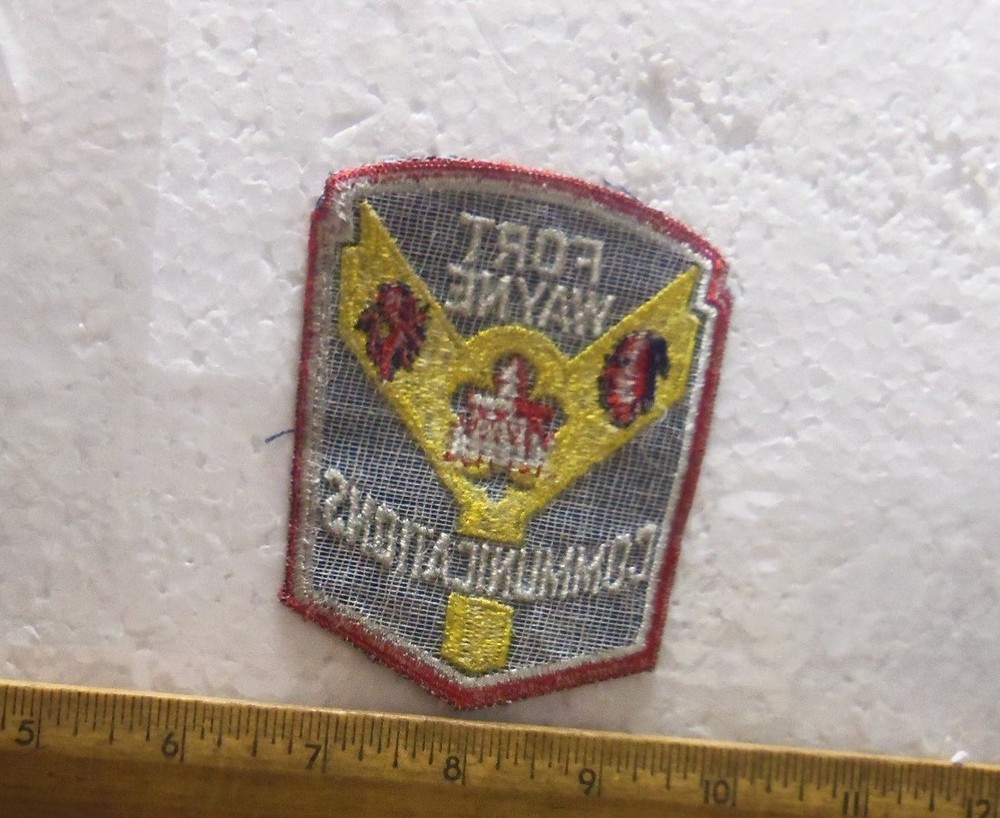 FORT
WAYNE
COMMUNICATIONS
5 6 7 8 9 10 11 12